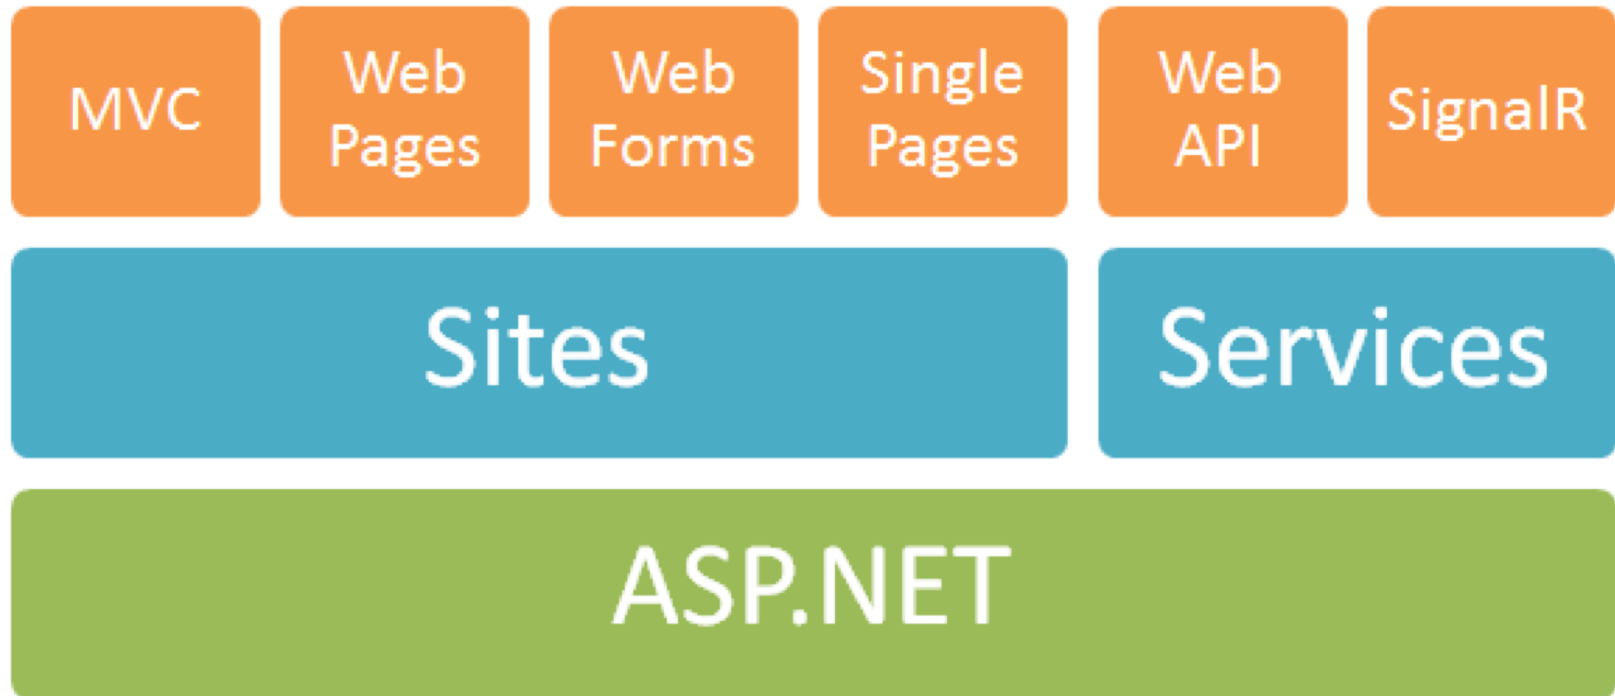 MVC
Web
Pages
Web
Forms
Single
Pages
Web
API
SignalR
Sites
Services
ASP.NET